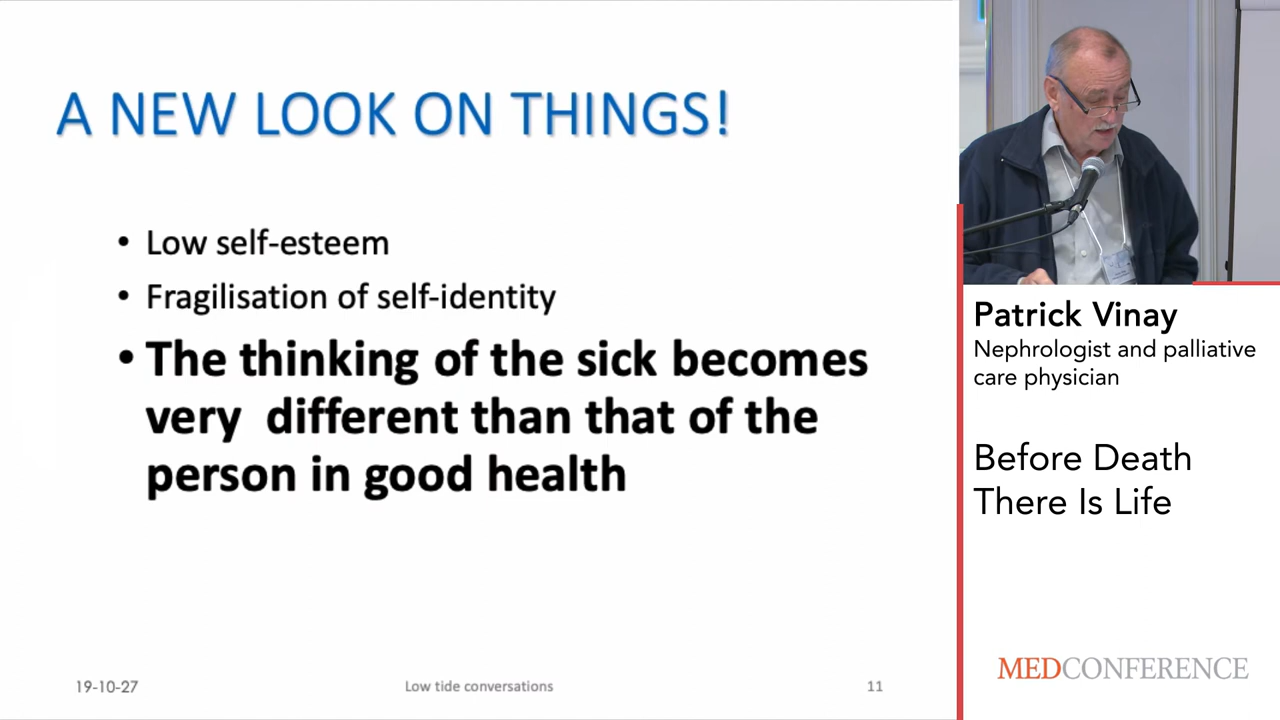 A NEW LOOK ON THINGS!
• Low self-esteem
• Fragilisation of self-identity
• The thinking of the sick becomes
very different than that of the
person in good health
19-10-27
Low tide conversations
11
Patrick Vinay
Nephrologist and palliative
care physician
Before Death
There Is Life
MEDCONFERENCE